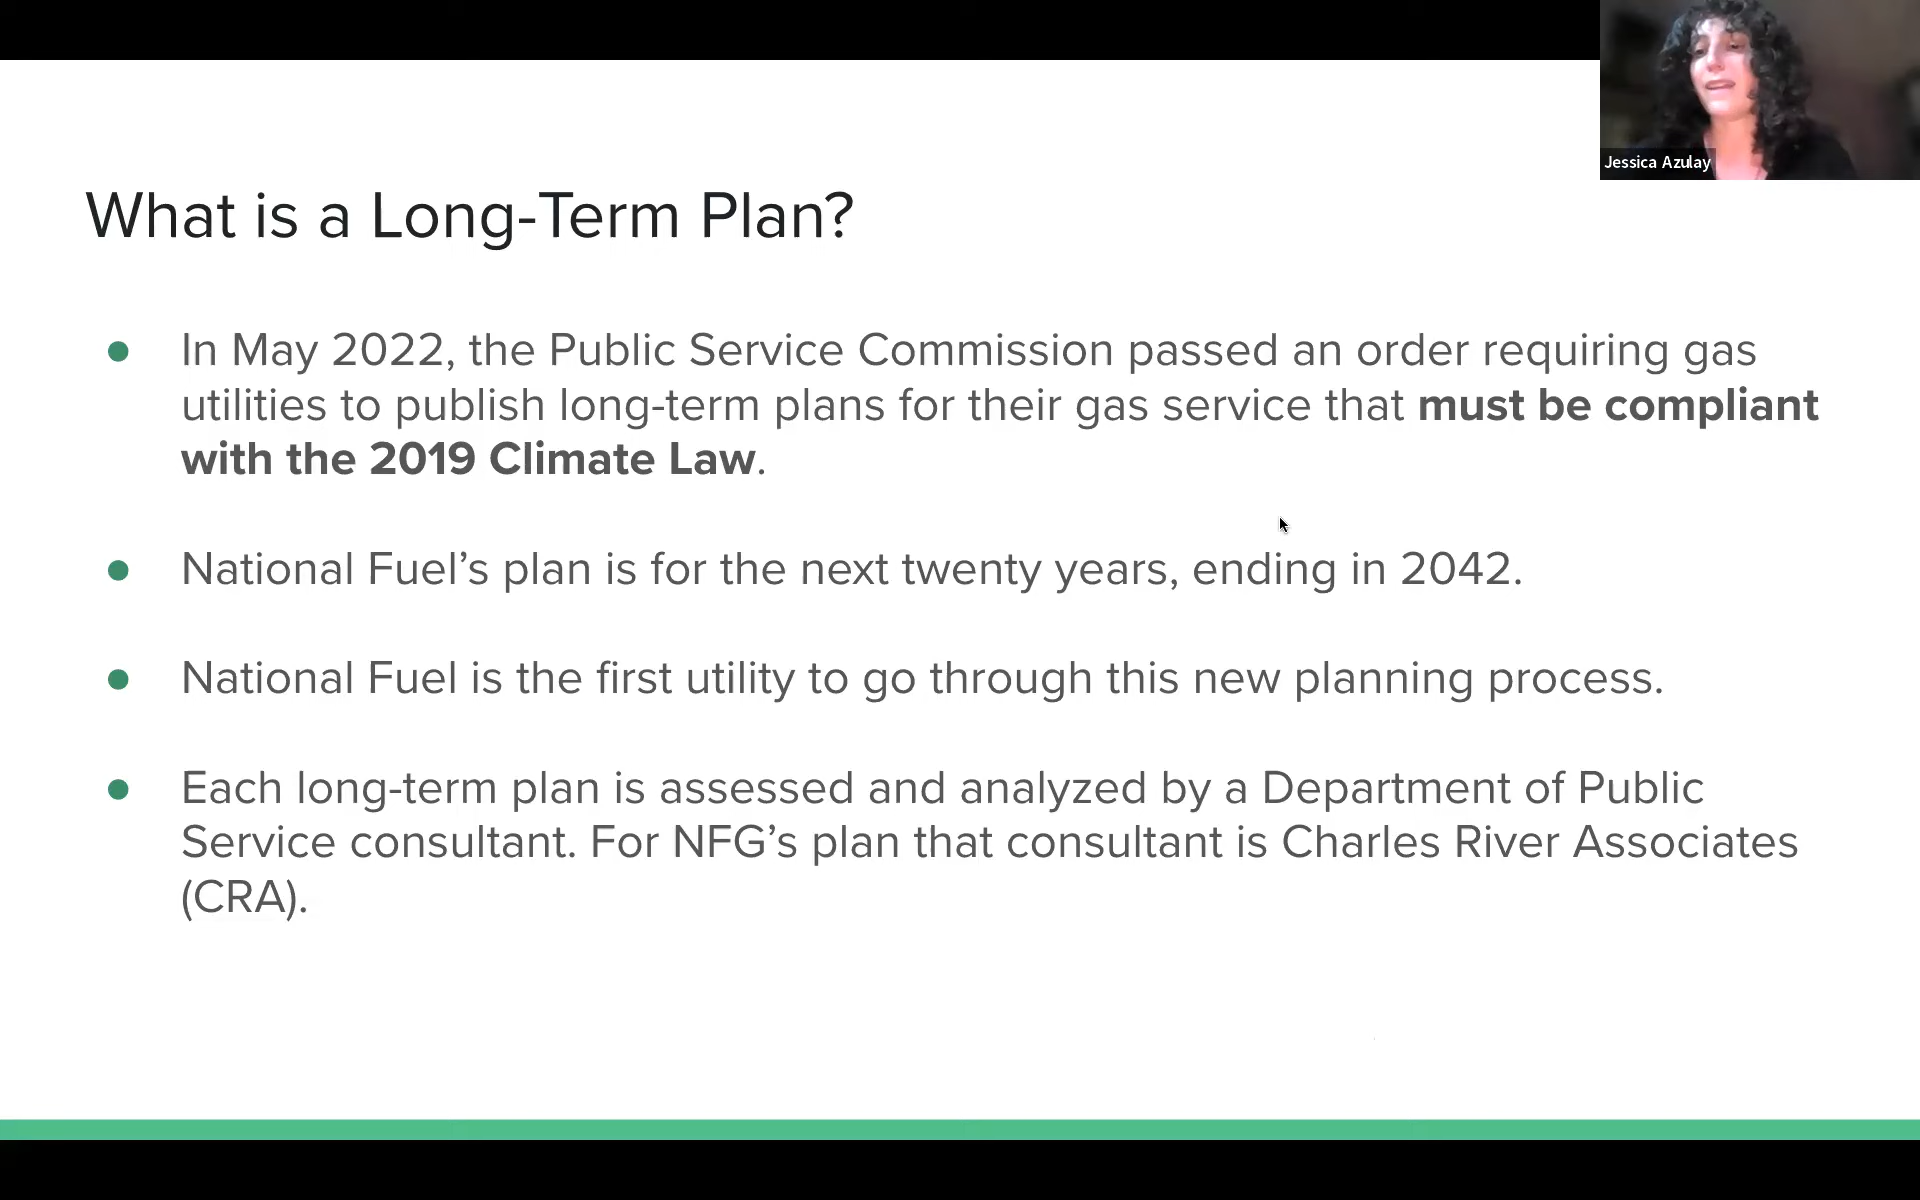 Jessica Azulay
What is a Long-Term Plan?
● In May 2022, the Public Service Commission passed an order requiring gas
utilities to publish long-term plans for their gas service that must be compliant
with the 2019 Climate Law.
● National Fuel’s plan is for the next twenty years, ending in 2042.
● National Fuel is the first utility to go through this new planning process.
● Each long-term plan is assessed and analyzed by a Department of Public
Service consultant. For NFG’s plan that consultant is Charles River Associates
(CRA).